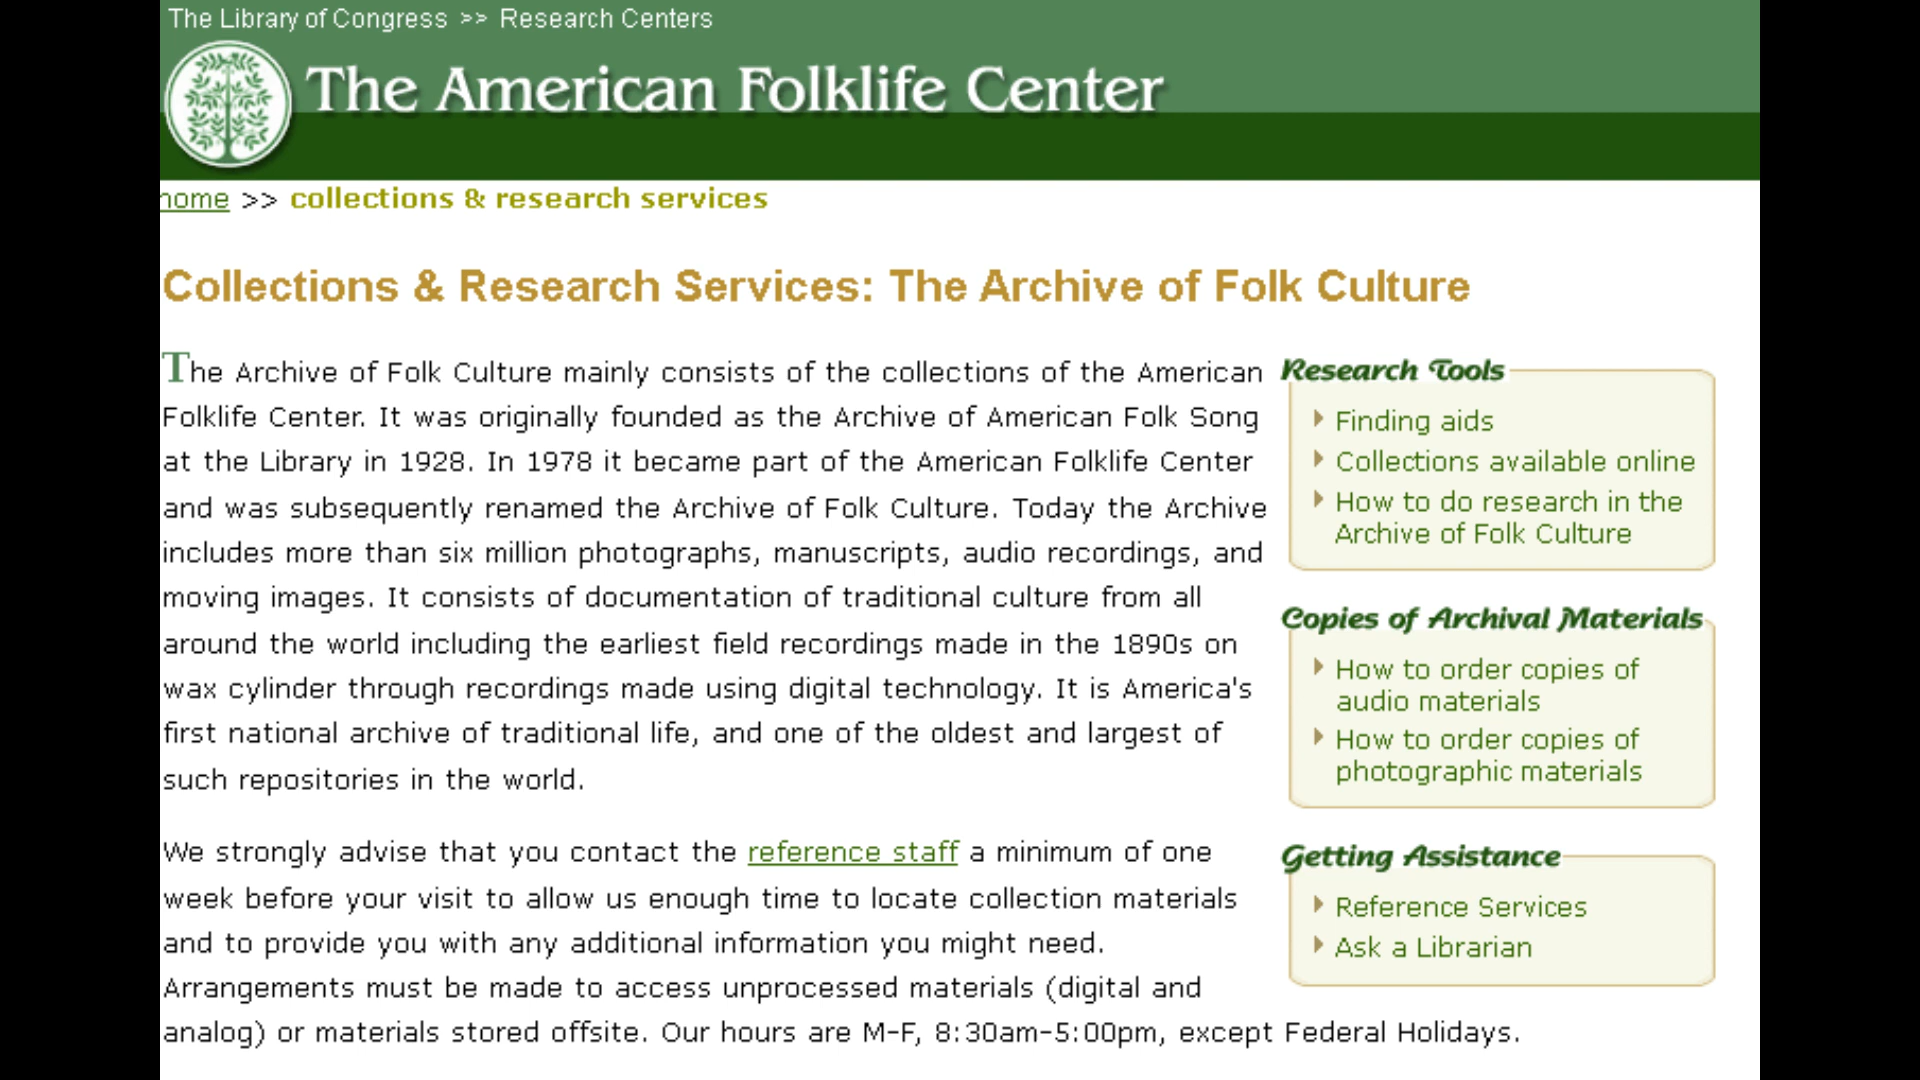 The Library of Congress >> Research Centers
The American Folklife Center
home >> collections & research services
Collections & Research Services: The Archive of Folk Culture
The Archive of Folk Culture mainly consists of the collections of the American
Folklife Center. It was originally founded as the Archive of American Folk Song
at the Library in 1928. In 1978 it became part of the American Folklife Center
and was subsequently renamed the Archive of Folk Culture. Today the Archive
includes more than six million photographs, manuscripts, audio recordings, and
moving images. It consists of documentation of traditional culture from all
around the world including the earliest field recordings made in the 1890s on
wax cylinder through recordings made using digital technology. It is America's
first national archive of traditional life, and one of the oldest and largest of
such repositories in the world.
We strongly advise that you contact the reference staff a minimum of one
week before your visit to allow us enough time to locate collection materials
and to provide you with any additional information you might need.
Arrangements must be made to access unprocessed materials (digital and
analog) or materials stored offsite. Our hours are M-F, 8:30am-5:00pm, except Federal Holidays.
Research Tools
Finding aids
Collections available online
How to do research in the
Archive of Folk Culture
Copies of Archival Materials
How to order copies of
audio materials
How to order copies of
photographic materials
Getting Assistance
Reference Services
Ask a Librarian